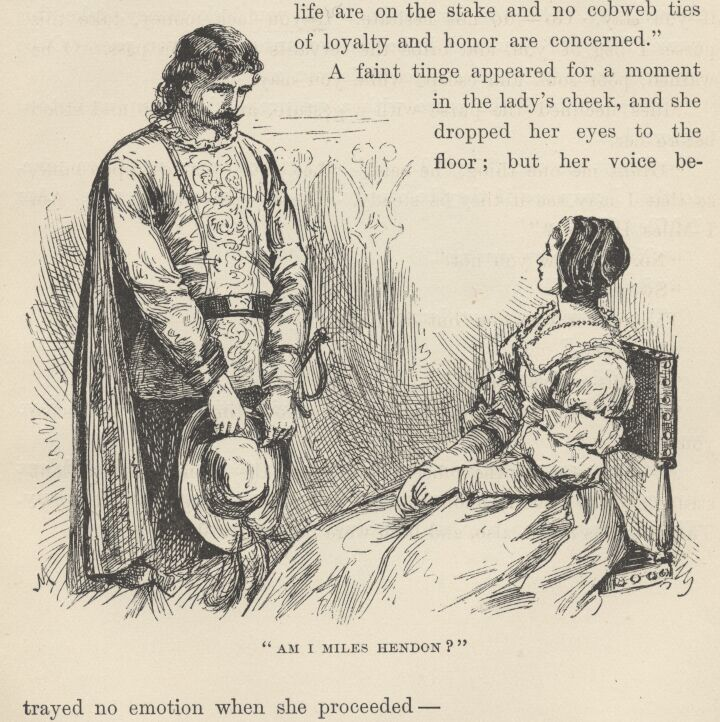 life are on the stake and no cobweb ties
of loyalty and honor are concerned.”
A faint tinge appeared for a moment
in the lady’s cheek, and she
dropped her eyes to the
floor; but her voice be-
“AM I MILES HENDON?”
trayed no emotion when she proceeded —